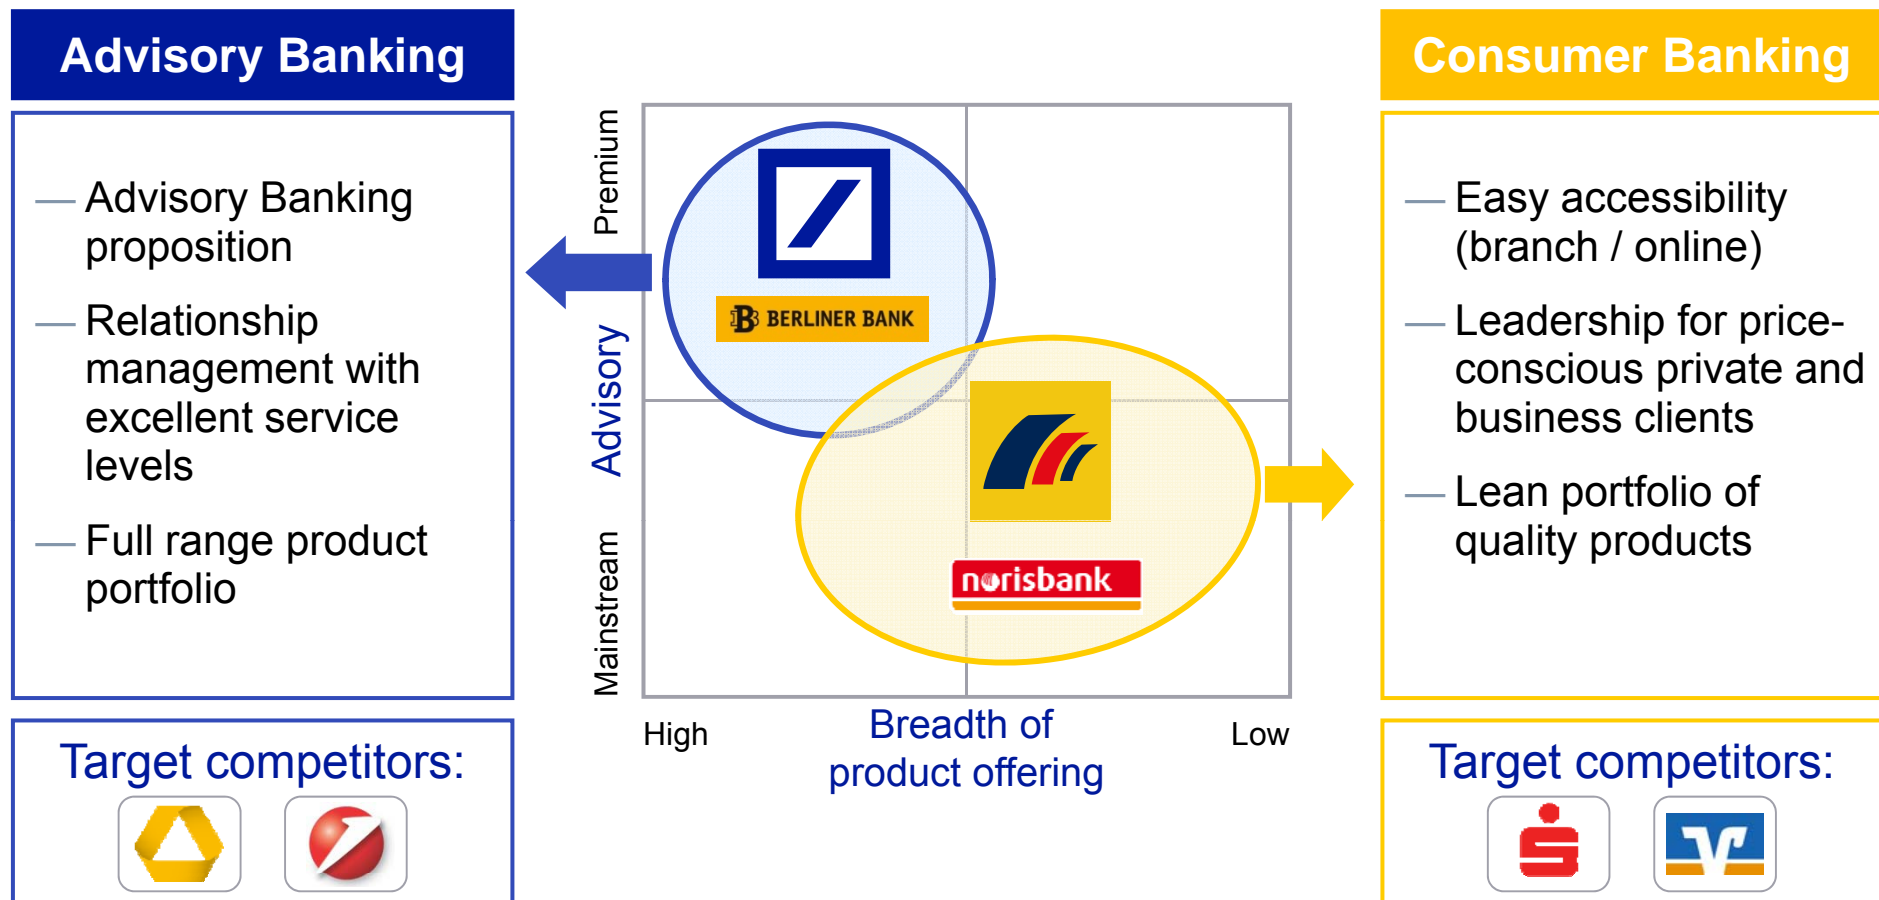 Advisory Banking
— Advisory Banking
proposition
— Relationship
management with
excellent service
levels
— Full range product
portfolio
Target competitors:
Premium
Advisory
Mainstream
BERLINER BANK
norisbank
High
Breadth of
product offering
Low
Consumer Banking
— Easy accessibility
(branch / online)
— Leadership for price-
conscious private and
business clients
— Lean portfolio of
quality products
Target competitors: